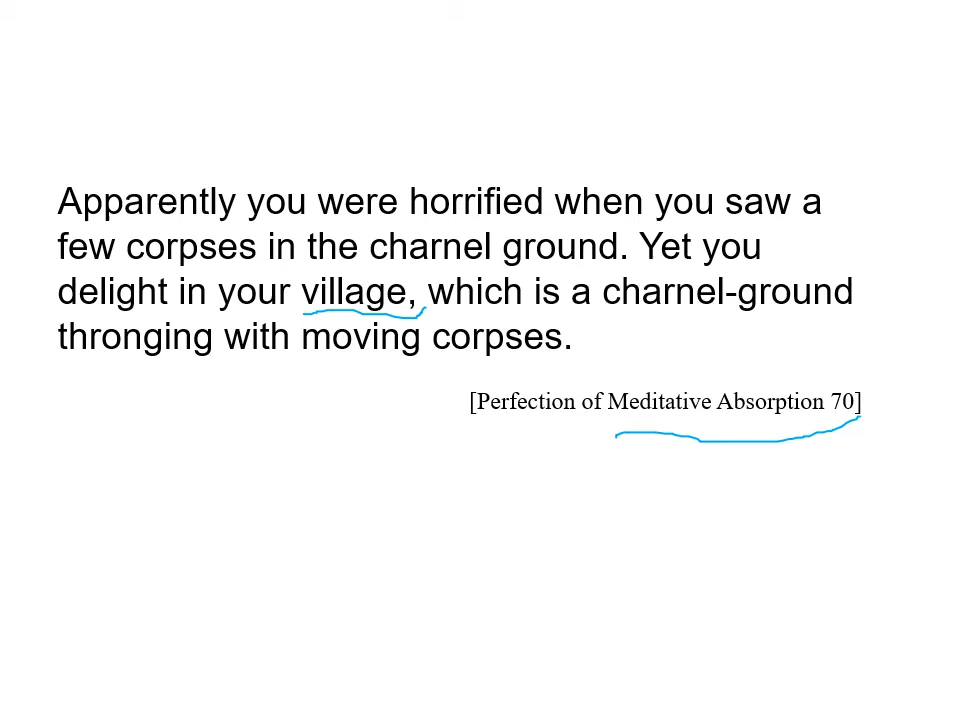 Apparently you were horrified when you saw a
few corpses in the charnel ground. Yet you
delight in your village, which is a charnel-ground
thronging with moving corpses.
[Perfection of Meditative Absorption 70]